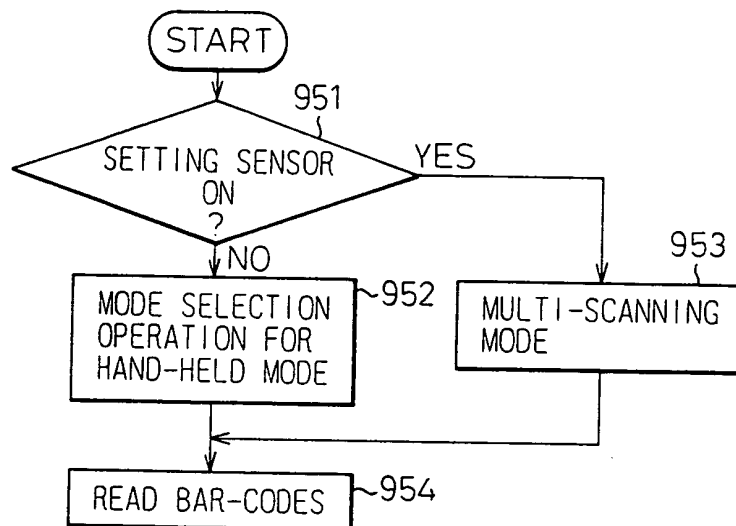 START
951
SETTING SENSOR
ON
?
YES
NO
952
MODE SELECTION
OPERATION FOR
HAND-HELD MODE
953
MULTI-SCANNING
MODE
READ BAR-CODES
954